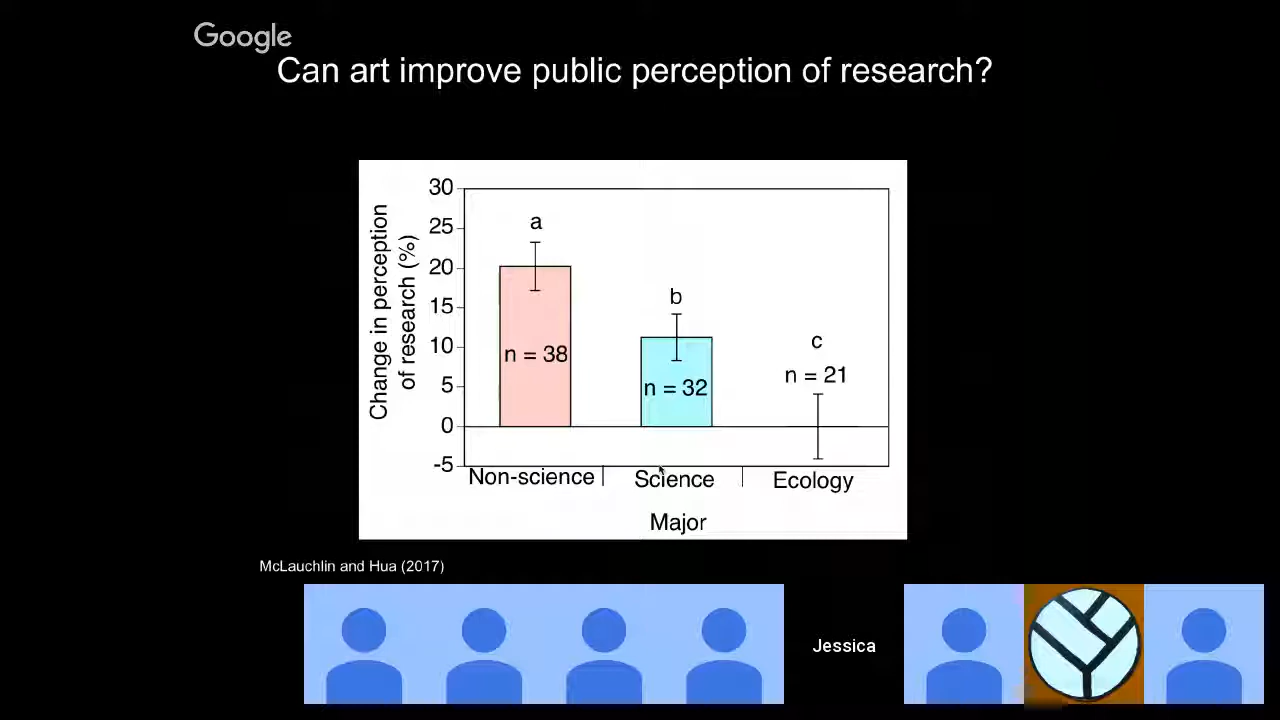 Google
Can art improve public perception of research?
Change in perception
of research (%)
30
25
20
15
10
5
0
-5
a
n = 38
b
n = 32
c
n = 21
Non-science
Science
Ecology
Major
McLauchlin and Hua (2017)
Jessica